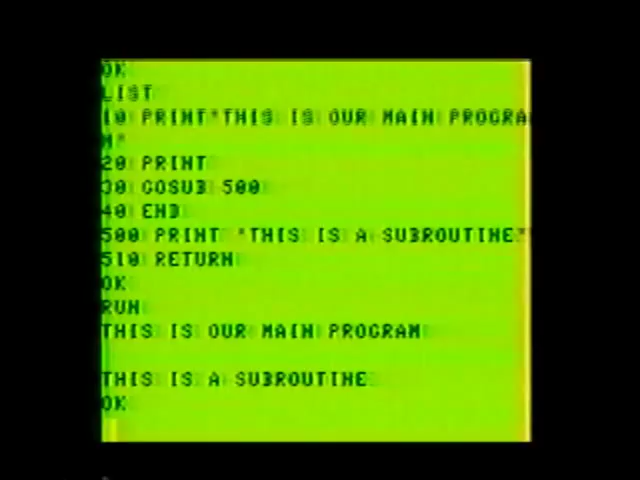 OK
LIST
10 PRINT"THIS IS OUR MAIN PROGRA
M"
20 PRINT
30 GOSUB 500
40 END
500 PRINT "THIS IS A SUBROUTINE"
510 RETURN
OK
RUN
THIS IS OUR MAIN PROGRAM

THIS IS A SUBROUTINE
OK